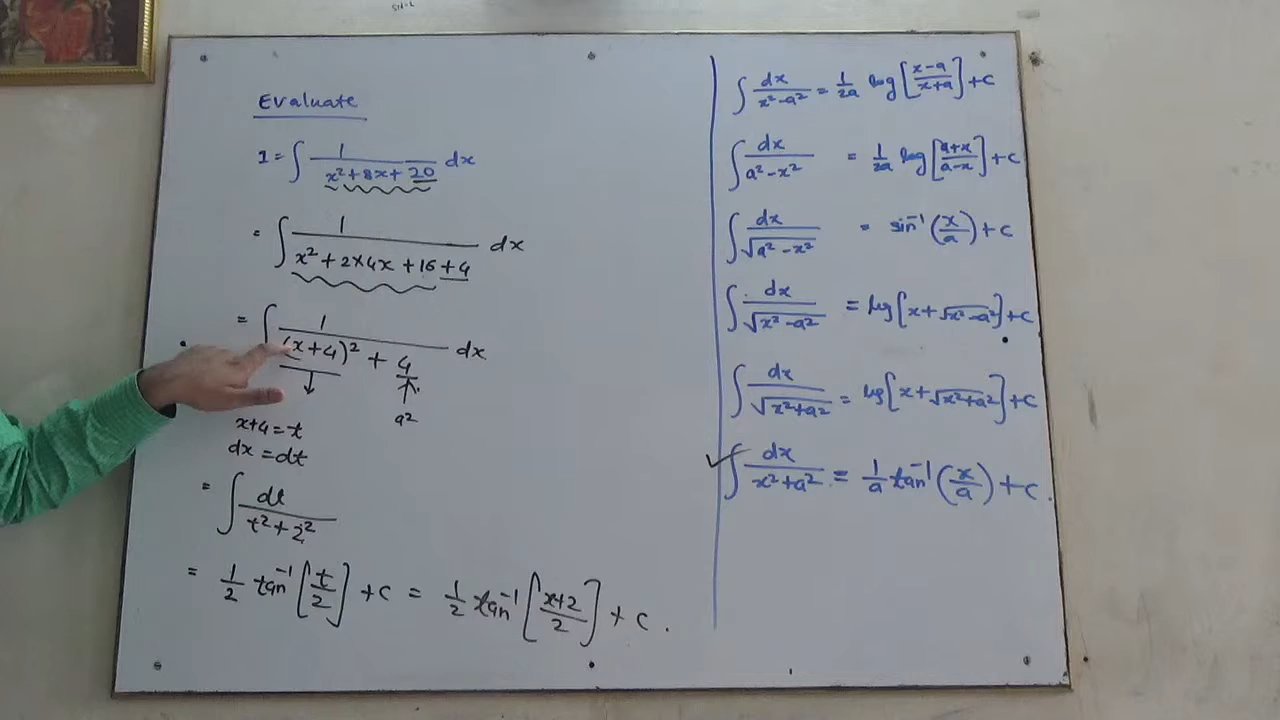 Evaluate
I = ∫ 1/(x²+8x+20) dx
= ∫ 1/(x²+2×4x+16+4) dx
= ∫ 1/((x+4)²+4) dx
a²
x+4=t
dx=dt
= ∫ dt/(t²+2²)
= 1/2 tan⁻¹[t/2]+c = 1/2 tan⁻¹[(x+2)/2]+c.
∫ dx/(x²-a²) = 1/2a log[(x-a)/(x+a)]+c
∫ dx/(a²-x²) = 1/2a log[(a+x)/(a-x)]+c
∫ dx/√(a²-x²) = sin⁻¹(x/a)+c
∫ dx/√(x²-a²) = log[x+√(x²-a²)]+c
∫ dx/√(x²+a²) = log[x+√(x²+a²)]+c
✓∫ dx/(x²+a²) = 1/a tan⁻¹(x/a)+c.